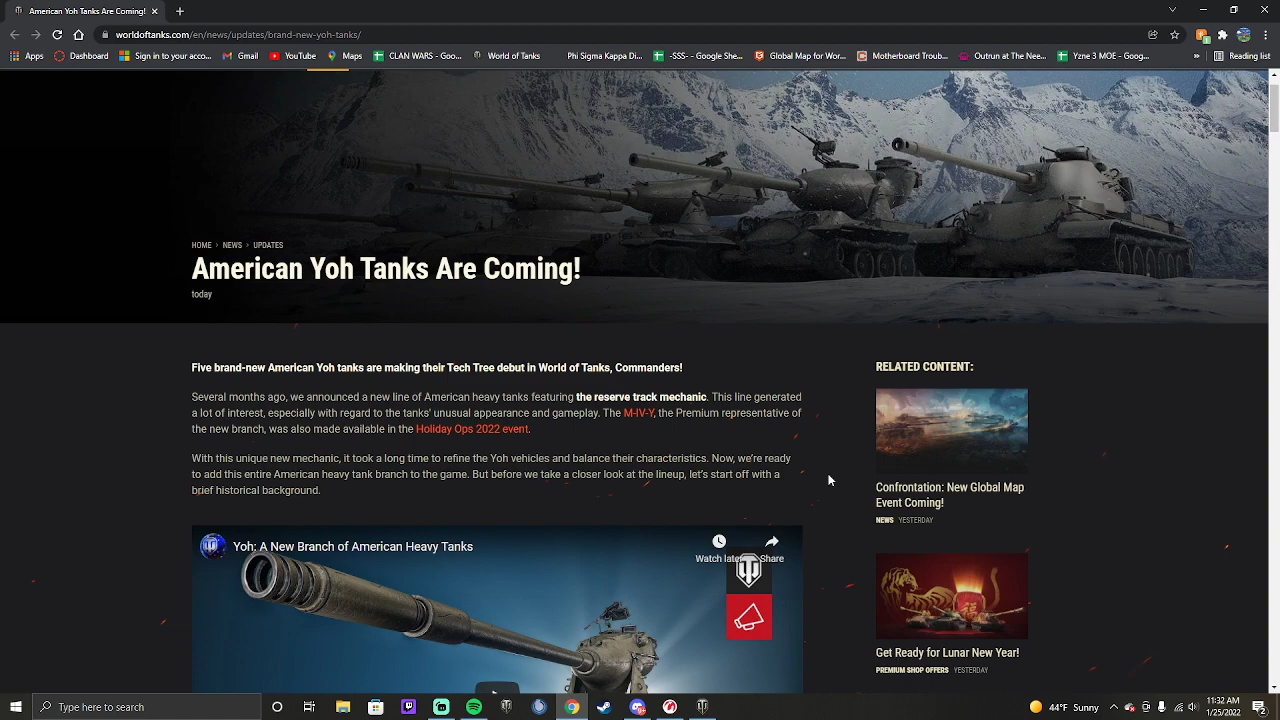 American Yoh Tanks Are Coming!
worldoftanks.com/en/news/updates/brand-new-yoh-tanks/
Apps
Dashboard
Sign in to your acco...
Gmail
YouTube
Maps
CLAN WARS - Goo...
World of Tanks
Phi Sigma Kappa Di...
-SSS- - Google She...
Global Map for Wor...
Motherboard Troub...
Outrun at The Nee...
Yzne 3 MOE - Goog...
»
Reading list
HOME › NEWS › UPDATES
American Yoh Tanks Are Coming!
today
Five brand-new American Yoh tanks are making their Tech Tree debut in World of Tanks, Commanders!
Several months ago, we announced a new line of American heavy tanks featuring the reserve track mechanic. This line generated
a lot of interest, especially with regard to the tanks' unusual appearance and gameplay. The M-IV-Y, the Premium representative of
the new branch, was also made available in the Holiday Ops 2022 event.
With this unique new mechanic, it took a long time to refine the Yoh vehicles and balance their characteristics. Now, we're ready
to add this entire American heavy tank branch to the game. But before we take a closer look at the lineup, let's start off with a
brief historical background.
Yoh: A New Branch of American Heavy Tanks
Watch late
Share
RELATED CONTENT:
Confrontation: New Global Map
Event Coming!
NEWS YESTERDAY
Get Ready for Lunar New Year!
PREMIUM SHOP OFFERS YESTERDAY
Type here to search
44°F Sunny
11:32 AM
1/25/2022